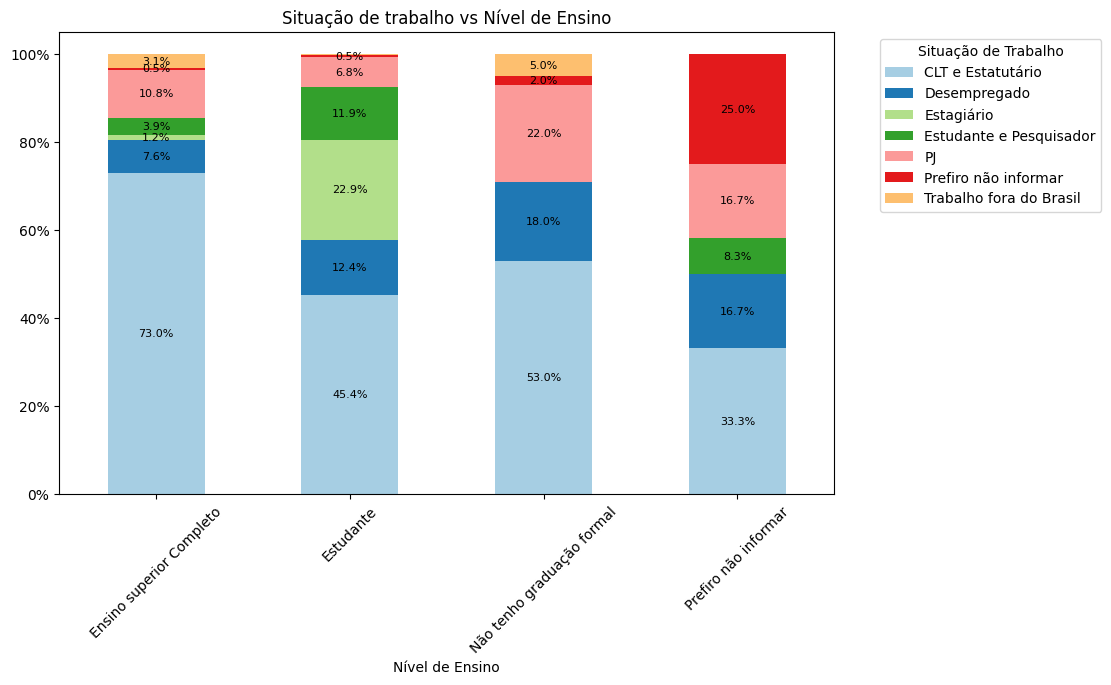 Situação de trabalho vs Nível de Ensino
100%
80%
60%
40%
20%
0%
3.1%
0.5%
10.8%
3.9%
1.2%
7.6%
73.0%
0.5%
6.8%
11.9%
22.9%
12.4%
45.4%
5.0%
2.0%
22.0%
18.0%
53.0%
25.0%
16.7%
8.3%
16.7%
33.3%
Ensino superior Completo
Estudante
Não tenho graduação formal
Prefiro não informar
Nível de Ensino
Situação de Trabalho
CLT e Estatutário
Desempregado
Estagiário
Estudante e Pesquisador
PJ
Prefiro não informar
Trabalho fora do Brasil